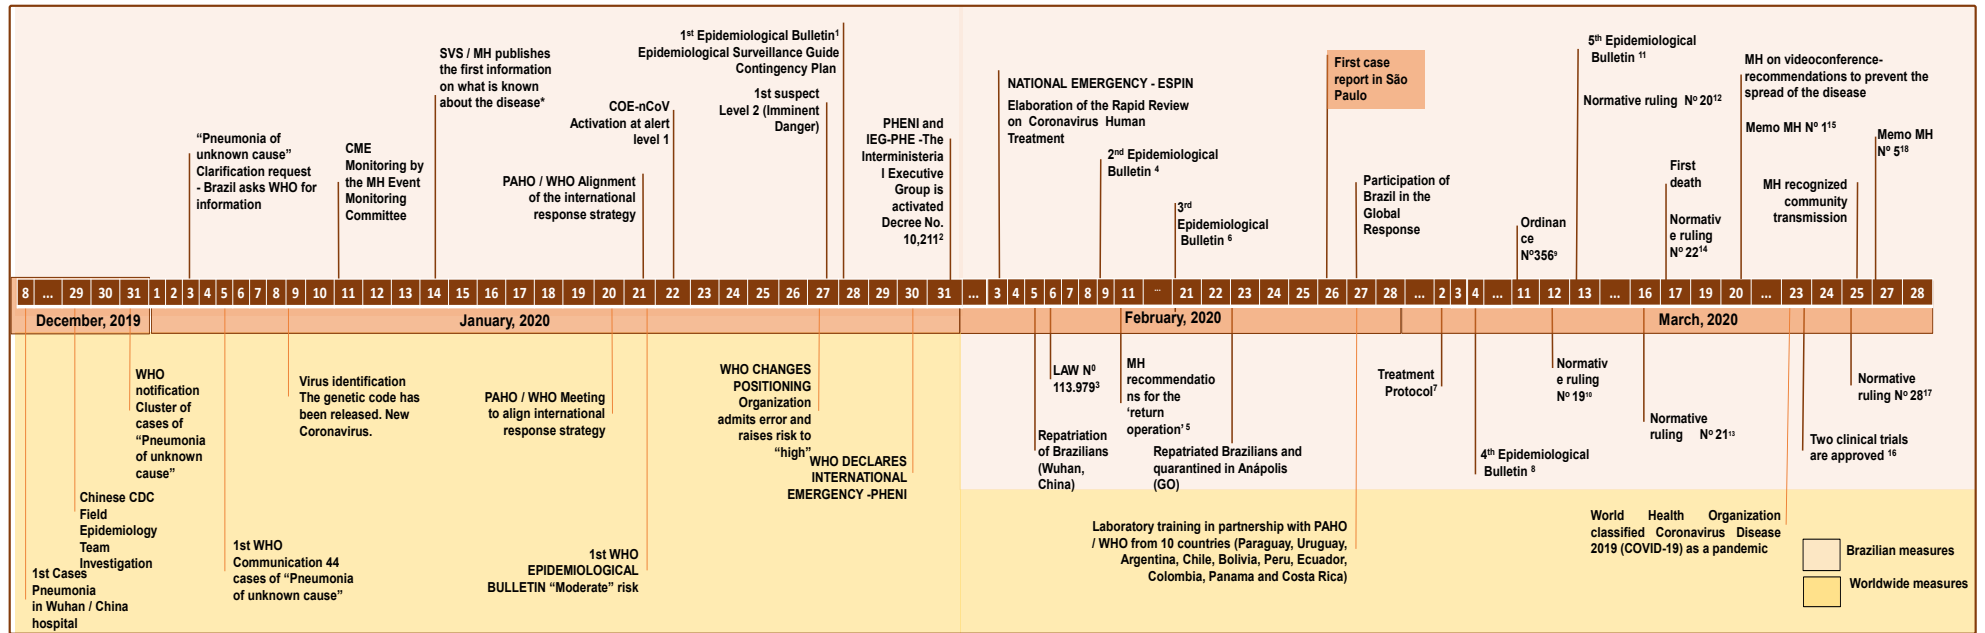 1st Epidemiological Bulletin¹
Epidemiological Surveillance Guide
Contingency Plan
SVS / MH publishes
the first information
on what is known
about the disease*
1st suspect
Level 2 (Imminent
Danger)
COE-nCoV
Activation at alert
level 1
“Pneumonia of
unknown cause”
Clarification request
- Brazil asks WHO for
information
CME
Monitoring by
the MH Event
Monitoring
Committee
PAHO / WHO Alignment
of the international
response strategy
PHENI and
IEG-PHE -The
Interministeria
l Executive
Group is
activated
Decree No.
10,211²
NATIONAL EMERGENCY - ESPIN
Elaboration of the Rapid Review
on Coronavirus Human
Treatment
2nd Epidemiological
Bulletin ⁴
3rd
Epidemiological
Bulletin ⁶
First case
report in São
Paulo
Participation of
Brazil in the
Global
Response
5th Epidemiological
Bulletin ¹¹
Normative ruling Nº 20¹²
Ordinan
ce
Nº356⁹
First
death
Normativ
e ruling
Nº 22¹⁴
MH on videoconference-
recommendations to prevent the
spread of the disease
Memo MH Nº 1¹⁵
MH recognized
community
transmission
Memo MH
Nº 5¹⁸
8 ... 29 30 31 1 2 3 4 5 6 7 8 9 10 11 12 13 14 15 16 17 18 19 20 21 22 23 24 25 26 27 28 29 30 31 ... 3 4 5 6 7 8 9 11 ... 21 22 23 24 25 26 27 28 ... 2 3 4 ... 11 12 13 ... 16 17 19 20 ... 23 24 25 27 28
December, 2019 January, 2020 February, 2020 March, 2020
WHO
notification
Cluster of
cases of
“Pneumonia
of unknown
cause”
Chinese CDC
Field
Epidemiology
Team
Investigation
1st Cases
Pneumonia
in Wuhan / China
hospital
1st WHO
Communication 44
cases of “Pneumonia
of unknown cause”
Virus identification
The genetic code has
been released. New
Coronavirus.
PAHO / WHO Meeting
to align international
response strategy
1st WHO
EPIDEMIOLOGICAL
BULLETIN “Moderate” risk
WHO CHANGES
POSITIONING
Organization
admits error and
raises risk to
“high”
WHO DECLARES
INTERNATIONAL
EMERGENCY -PHENI
LAW Nº
113.979³
Repatriation
of Brazilians
(Wuhan,
China)
MH
recommendatio
ns for the
‘return
operation’ ⁵
Repatriated Brazilians and
quarantined in Anápolis
(GO)
Laboratory training in partnership with PAHO
/ WHO from 10 countries (Paraguay, Uruguay,
Argentina, Chile, Bolivia, Peru, Ecuador,
Colombia, Panama and Costa Rica)
Treatment
Protocol⁷
4th Epidemiological
Bulletin ⁸
Normativ
e ruling
Nº 19¹⁰
Normative
ruling Nº 21¹³
World Health Organization
classified Coronavirus Disease
2019 (COVID-19) as a pandemic
Two clinical trials
are approved ¹⁶
Normative
ruling Nº 28¹⁷
Brazilian measures
Worldwide measures